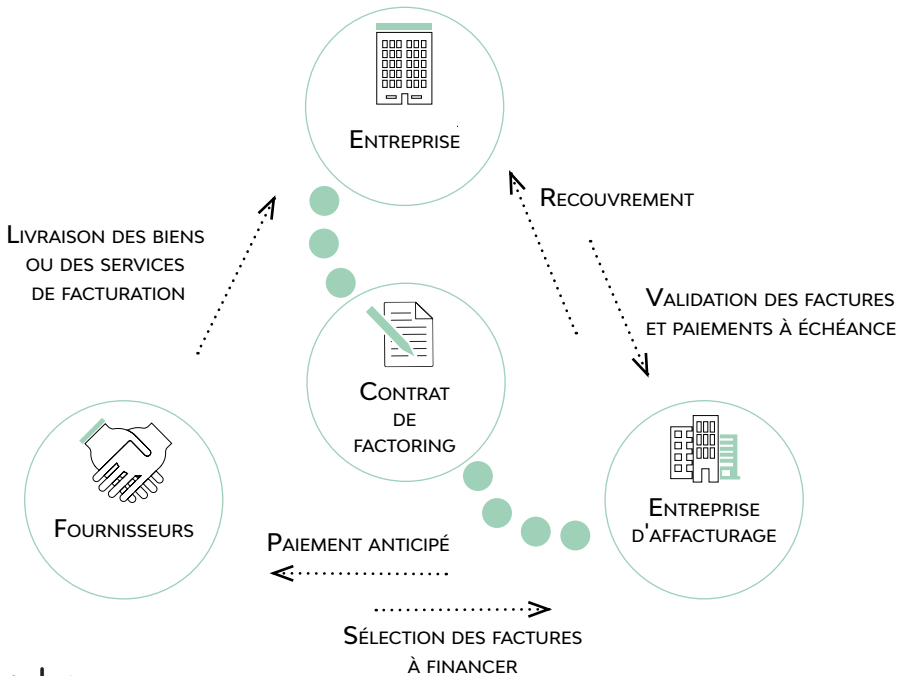 Entreprise
Recouvrement
Livraison des biens
ou des services
de facturation
Validation des factures
et paiements à échéance
Contrat
de
factoring
Fournisseurs
Entreprise
d'affacturage
Paiement anticipé
Sélection des factures
à financer